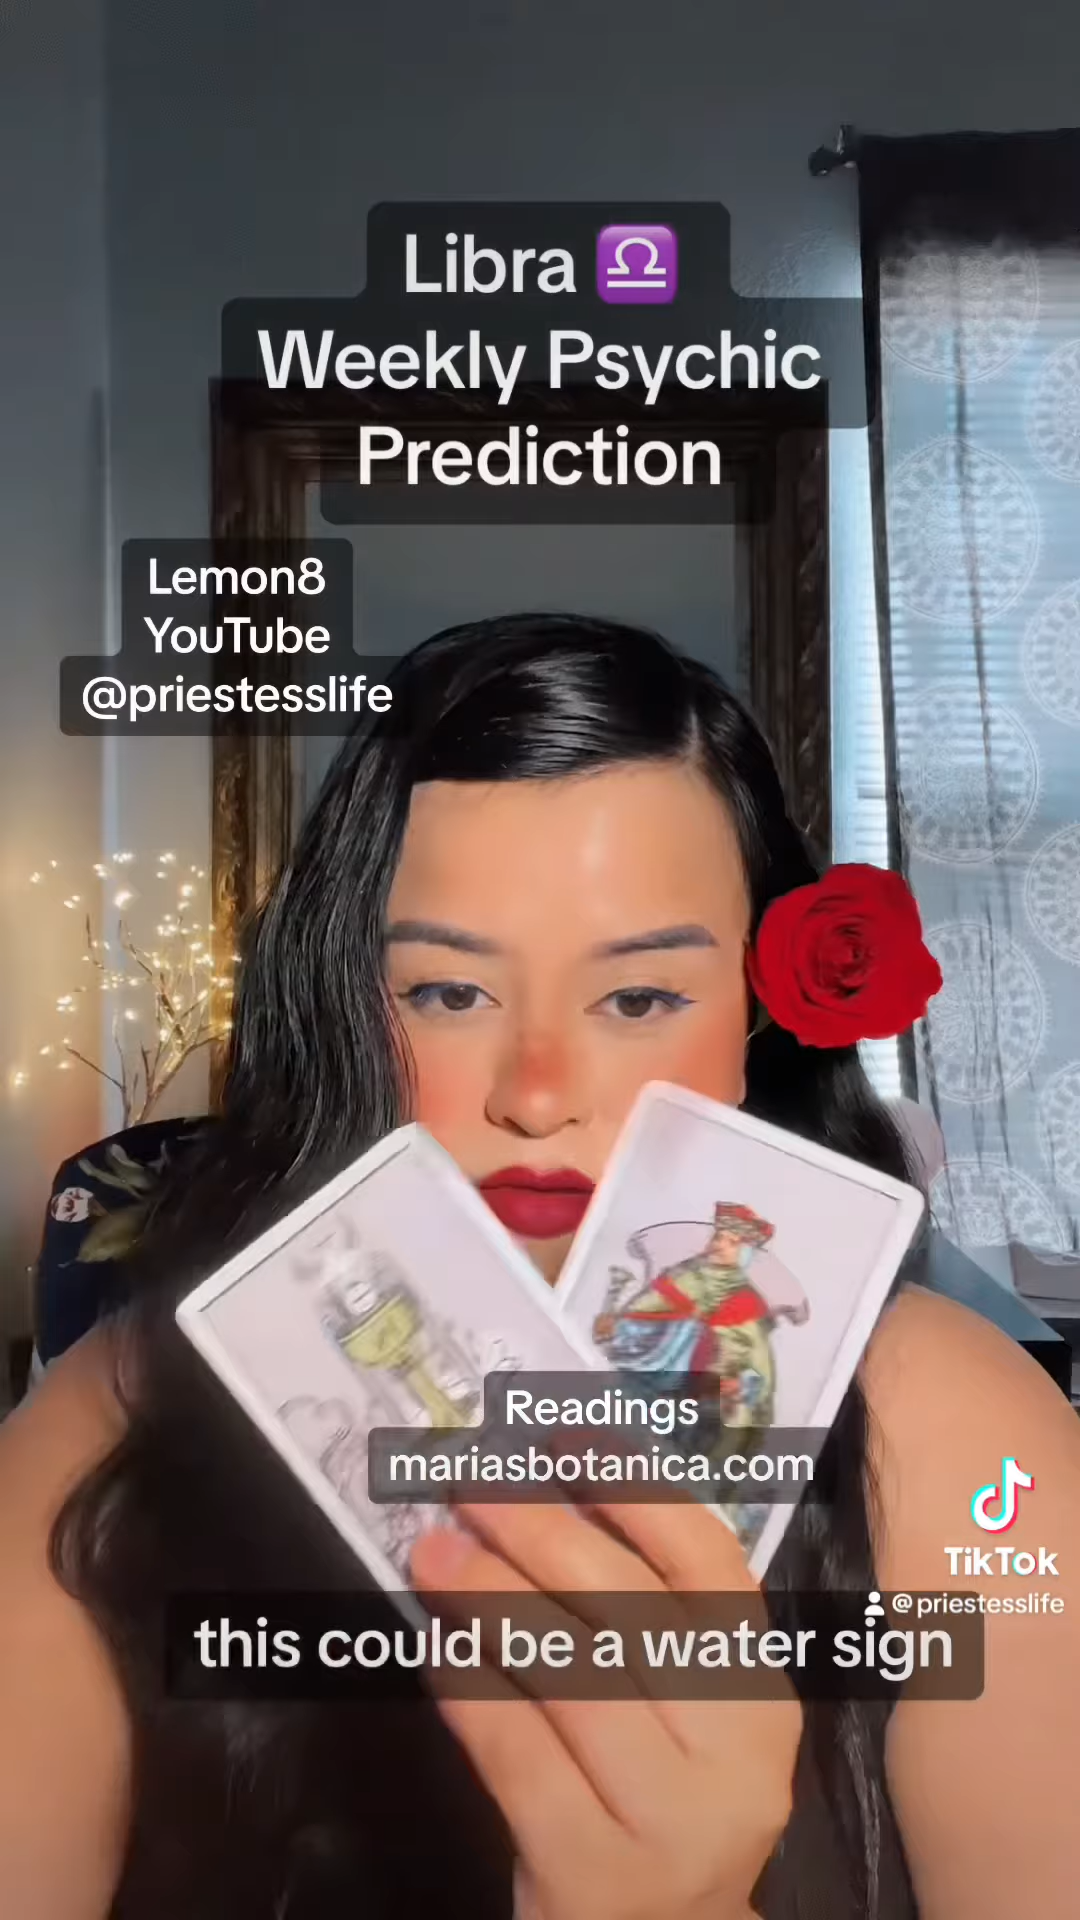 Libra ♎
Weekly Psychic
Prediction
Lemon8
YouTube
@priestesslife
Readings
mariasbotanica.com
TikTok
@priestesslife
this could be a water sign